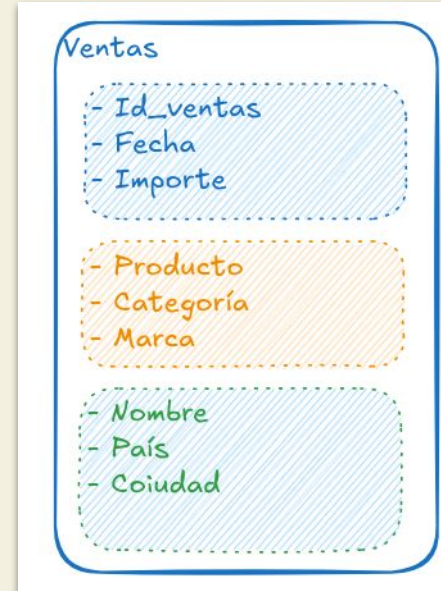 Ventas
- Id_ventas
- Fecha
- Importe
- Producto
- Categoría
- Marca
- Nombre
- País
- Coiudad